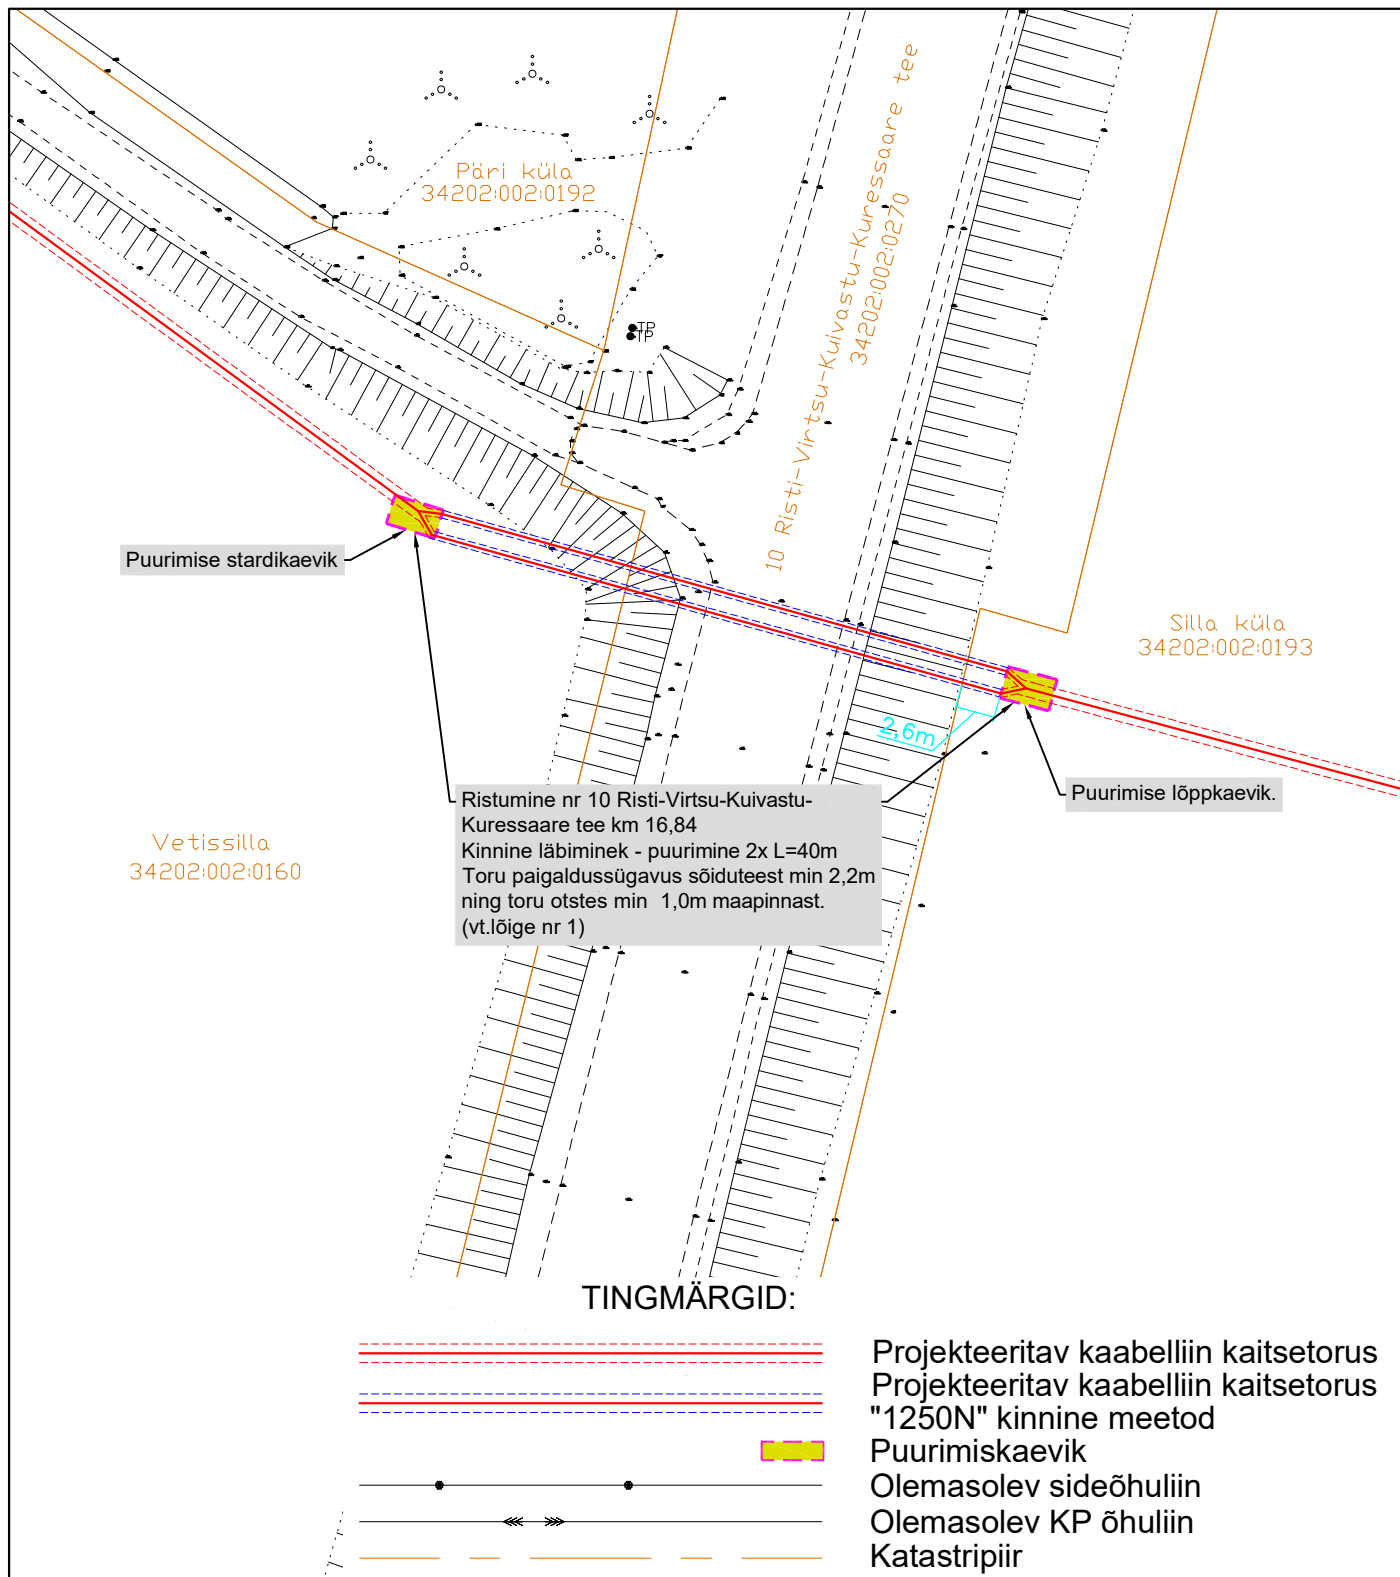 Päri küla
34202:002:0192
10 Risti-Virtsu-Kuivastu-Kuressaare tee
34202:002:0270
TP
TP
Puurimise stardikaevik
Silla küla
34202:002:0193
2,6m
Puurimise lõppkaevik.
Ristumine nr 10 Risti-Virtsu-Kuivastu-
Kuressaare tee km 16,84
Kinnine läbiminek - puurimine 2x L=40m
Toru paigaldussügavus sõiduteest min 2,2m
ning toru otstes min 1,0m maapinnast.
(vt.lõige nr 1)
Vetissilla
34202:002:0160
TINGMÄRGID:
Projekteeritav kaabelliin kaitsetorus
Projekteeritav kaabelliin kaitsetorus
"1250N" kinnine meetod
Puurimiskaevik
Olemasolev sideõhuliin
Olemasolev KP õhuliin
Katastripiir